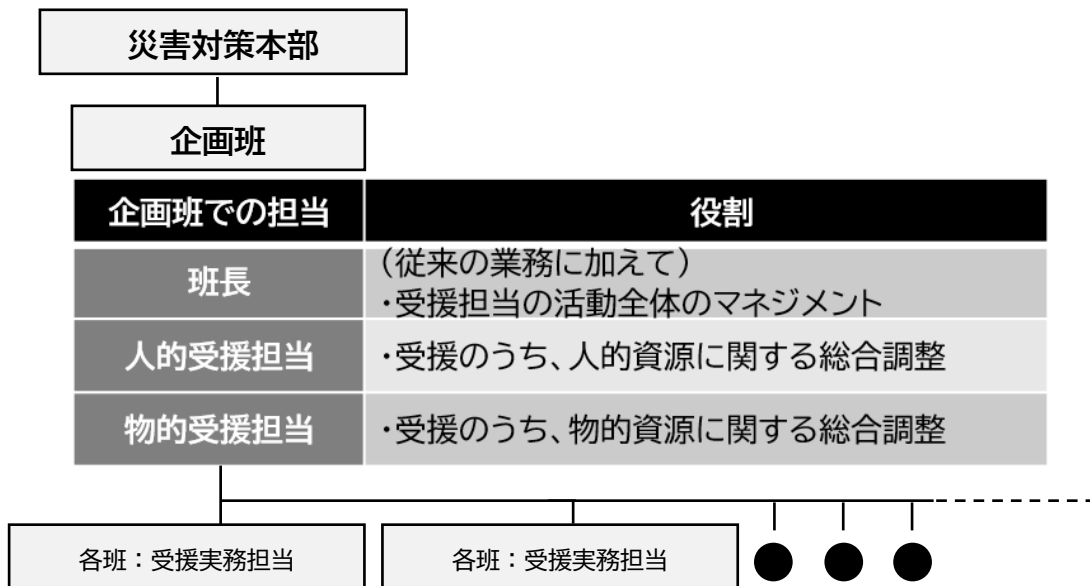 災害対策本部
企画班
企画班での担当
役割
班長
(従来の業務に加えて)
・受援担当の活動全体のマネジメント
人的受援担当
・受援のうち、人的資源に関する総合調整
物的受援担当
・受援のうち、物的資源に関する総合調整
各班：受援実務担当
各班：受援実務担当